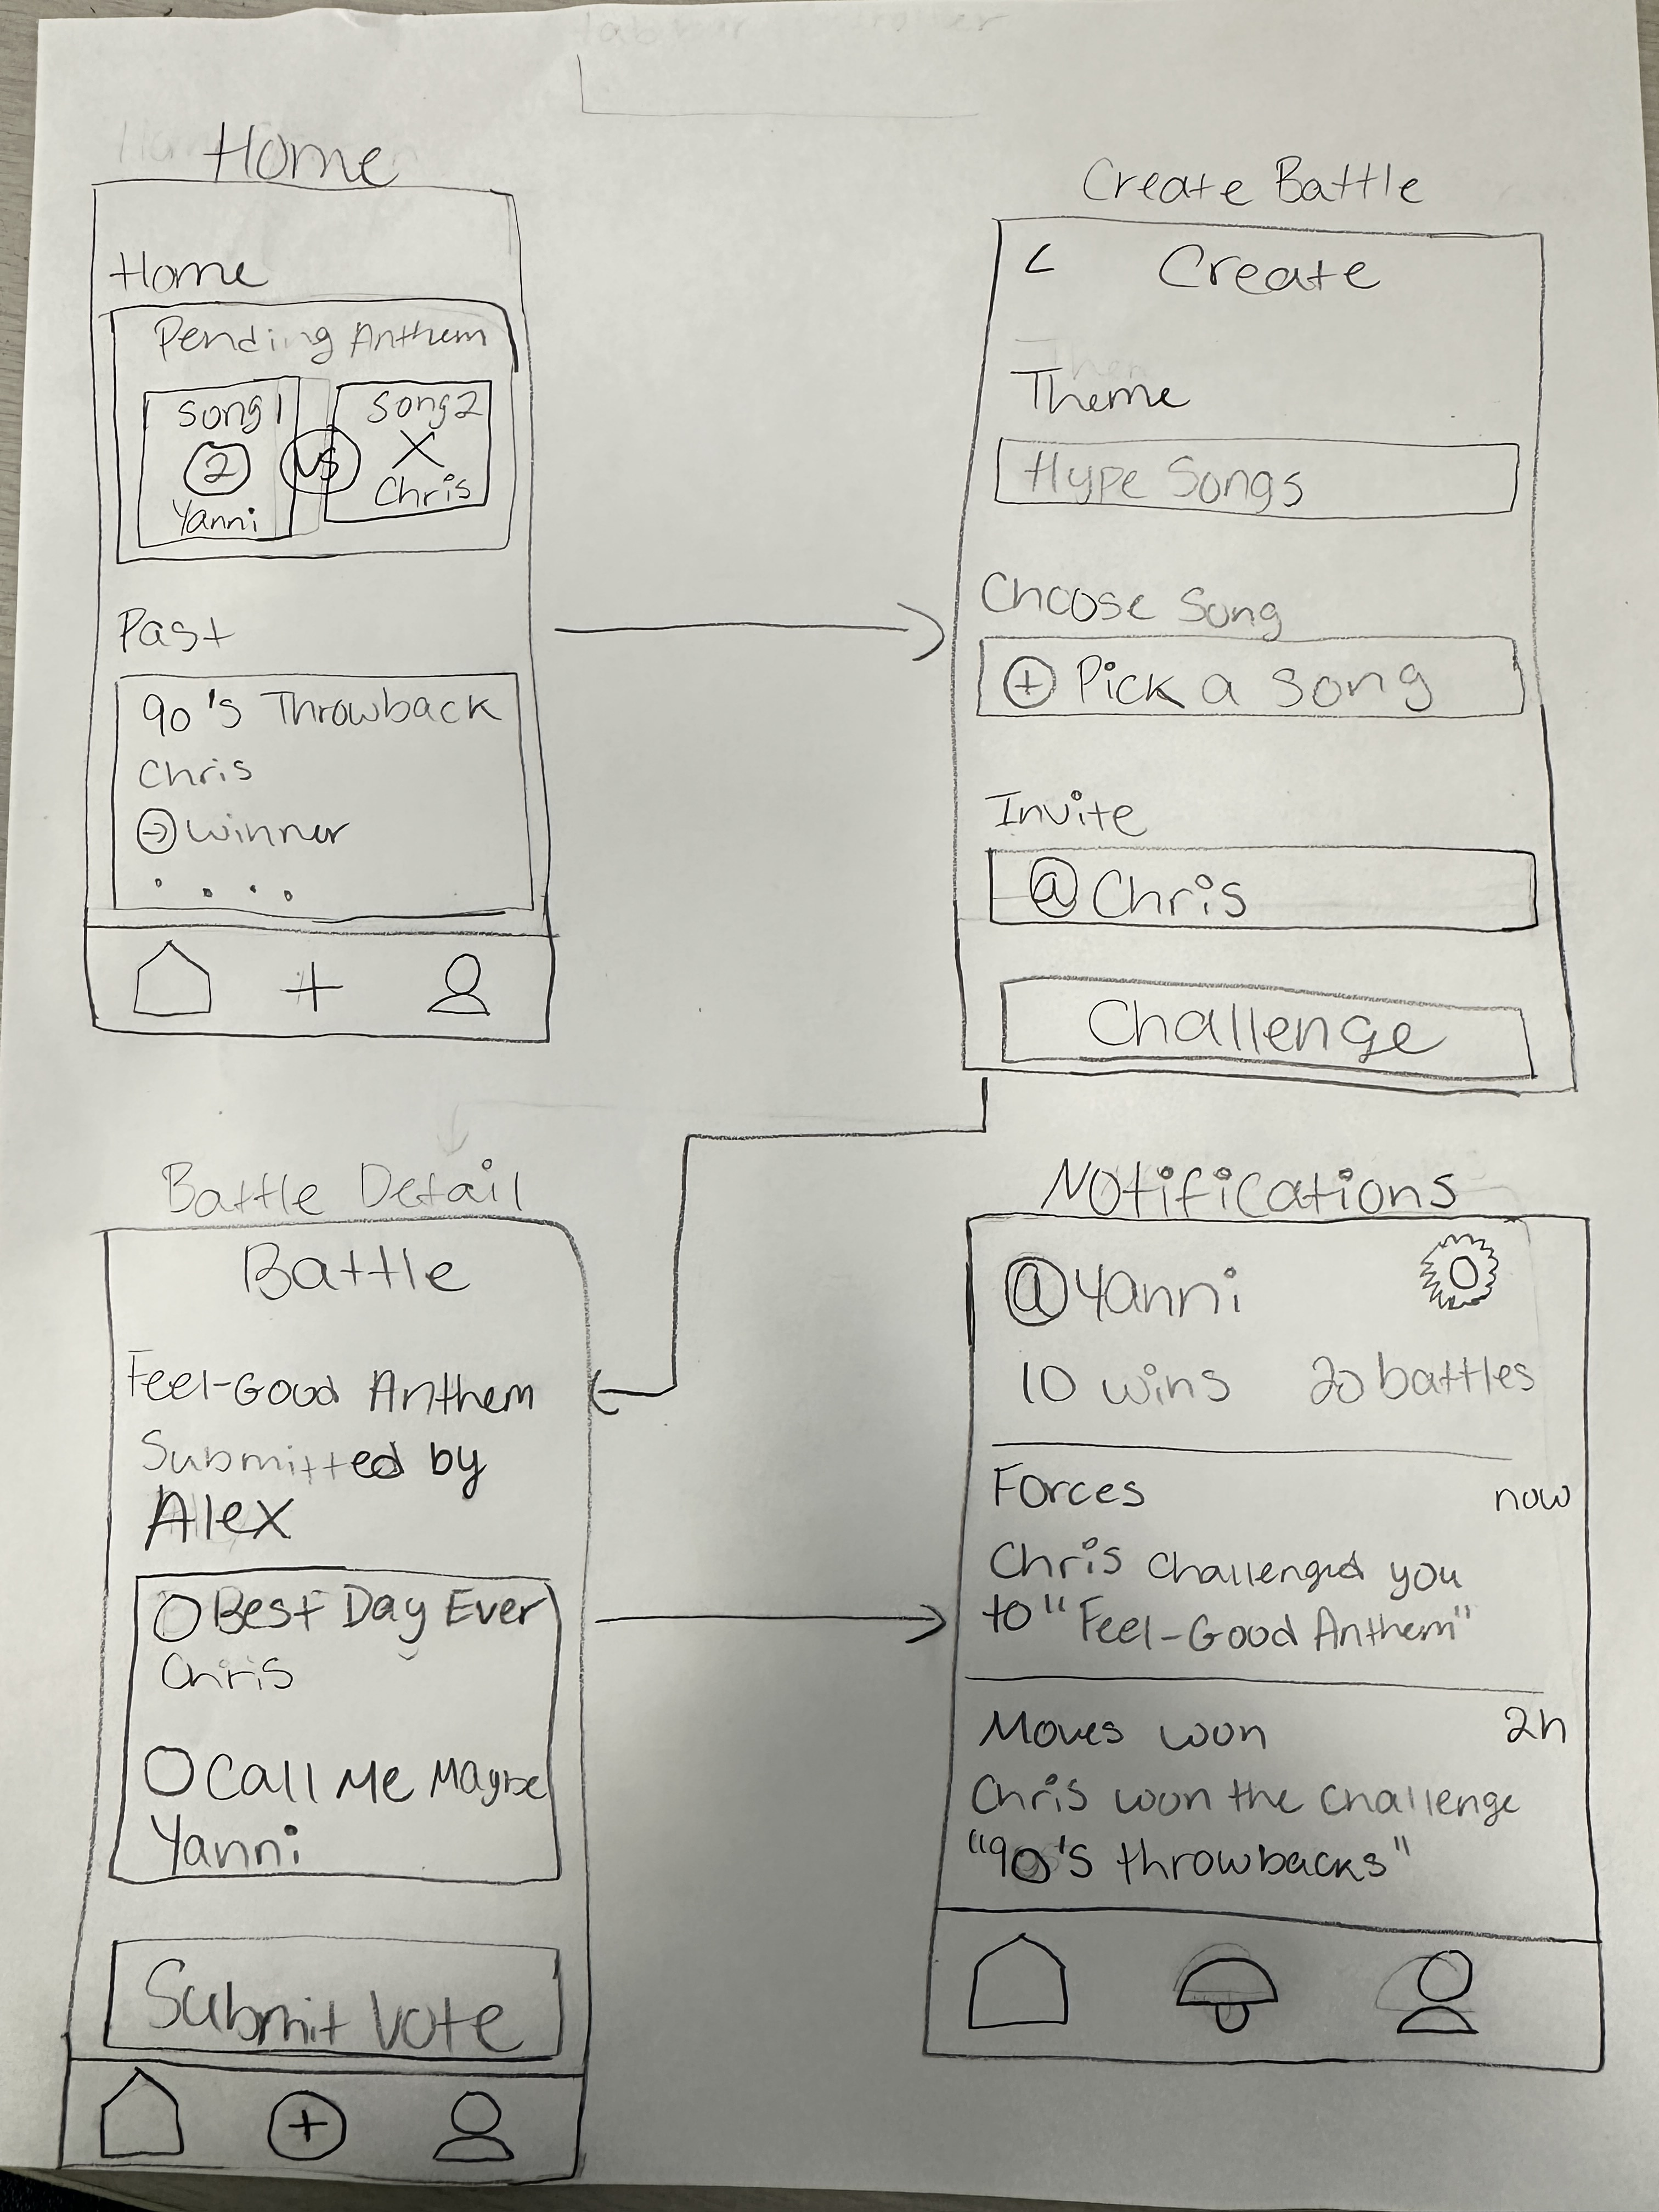 Home
Home
Pending Anthem
Song 1
2
Yanni
VS
Song 2
X
Chris
Past
90's Throwback
Chris
winner
+
Create Battle
< Create
Theme
Hype Songs
Choose Song
+ Pick a song
Invite
@ Chris
Challenge
Battle Detail
Battle
Feel-Good Anthem
Submitted by
Alex
Best Day Ever
Chris
Call Me Maybe
Yanni
Submit Vote
+
Notifications
@Yanni
10 wins 20 battles
Forces now
Chris challenged you
to "Feel-Good Anthem"
Moves won 2h
Chris won the challenge
"90's throwbacks"